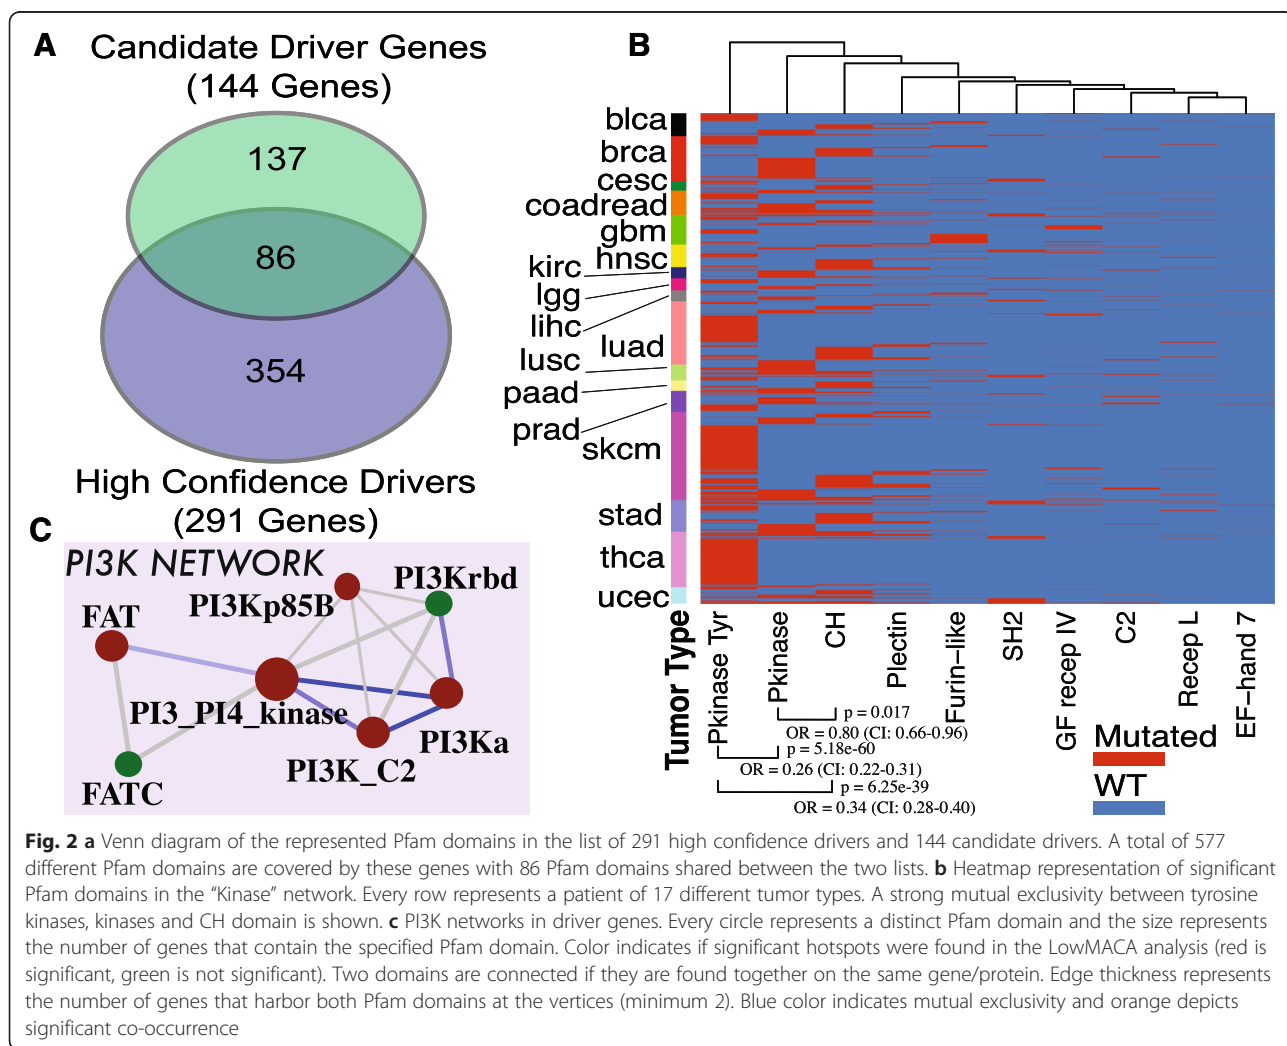 A
Candidate Driver Genes
(144 Genes)
137
86
354
High Confidence Drivers
(291 Genes)
B
blca
brca
cesc
coadread
gbm
hnsc
kirc
lgg
lihc
luad
lusc
paad
prad
skcm
stad
thca
ucec
Tumor Type
Pkinase Tyr
Pkinase
CH
Plectin
Furin-like
SH2
GF recep IV
C2
Recep L
EF-hand 7
p = 0.017
OR = 0.80 (CI: 0.66-0.96)
p = 5.18e-60
OR = 0.26 (CI: 0.22-0.31)
p = 6.25e-39
OR = 0.34 (CI: 0.28-0.40)
Mutated
WT
C
PI3K NETWORK
PI3Krbd
PI3Kp85B
FAT
PI3_PI4_kinase
PI3Ka
PI3K_C2
FATC
Fig. 2 a Venn diagram of the represented Pfam domains in the list of 291 high confidence drivers and 144 candidate drivers. A total of 577
different Pfam domains are covered by these genes with 86 Pfam domains shared between the two lists. b Heatmap representation of significant
Pfam domains in the “Kinase” network. Every row represents a patient of 17 different tumor types. A strong mutual exclusivity between tyrosine
kinases, kinases and CH domain is shown. c PI3K networks in driver genes. Every circle represents a distinct Pfam domain and the size represents
the number of genes that contain the specified Pfam domain. Color indicates if significant hotspots were found in the LowMACA analysis (red is
significant, green is not significant). Two domains are connected if they are found together on the same gene/protein. Edge thickness represents
the number of genes that harbor both Pfam domains at the vertices (minimum 2). Blue color indicates mutual exclusivity and orange depicts
significant co-occurrence